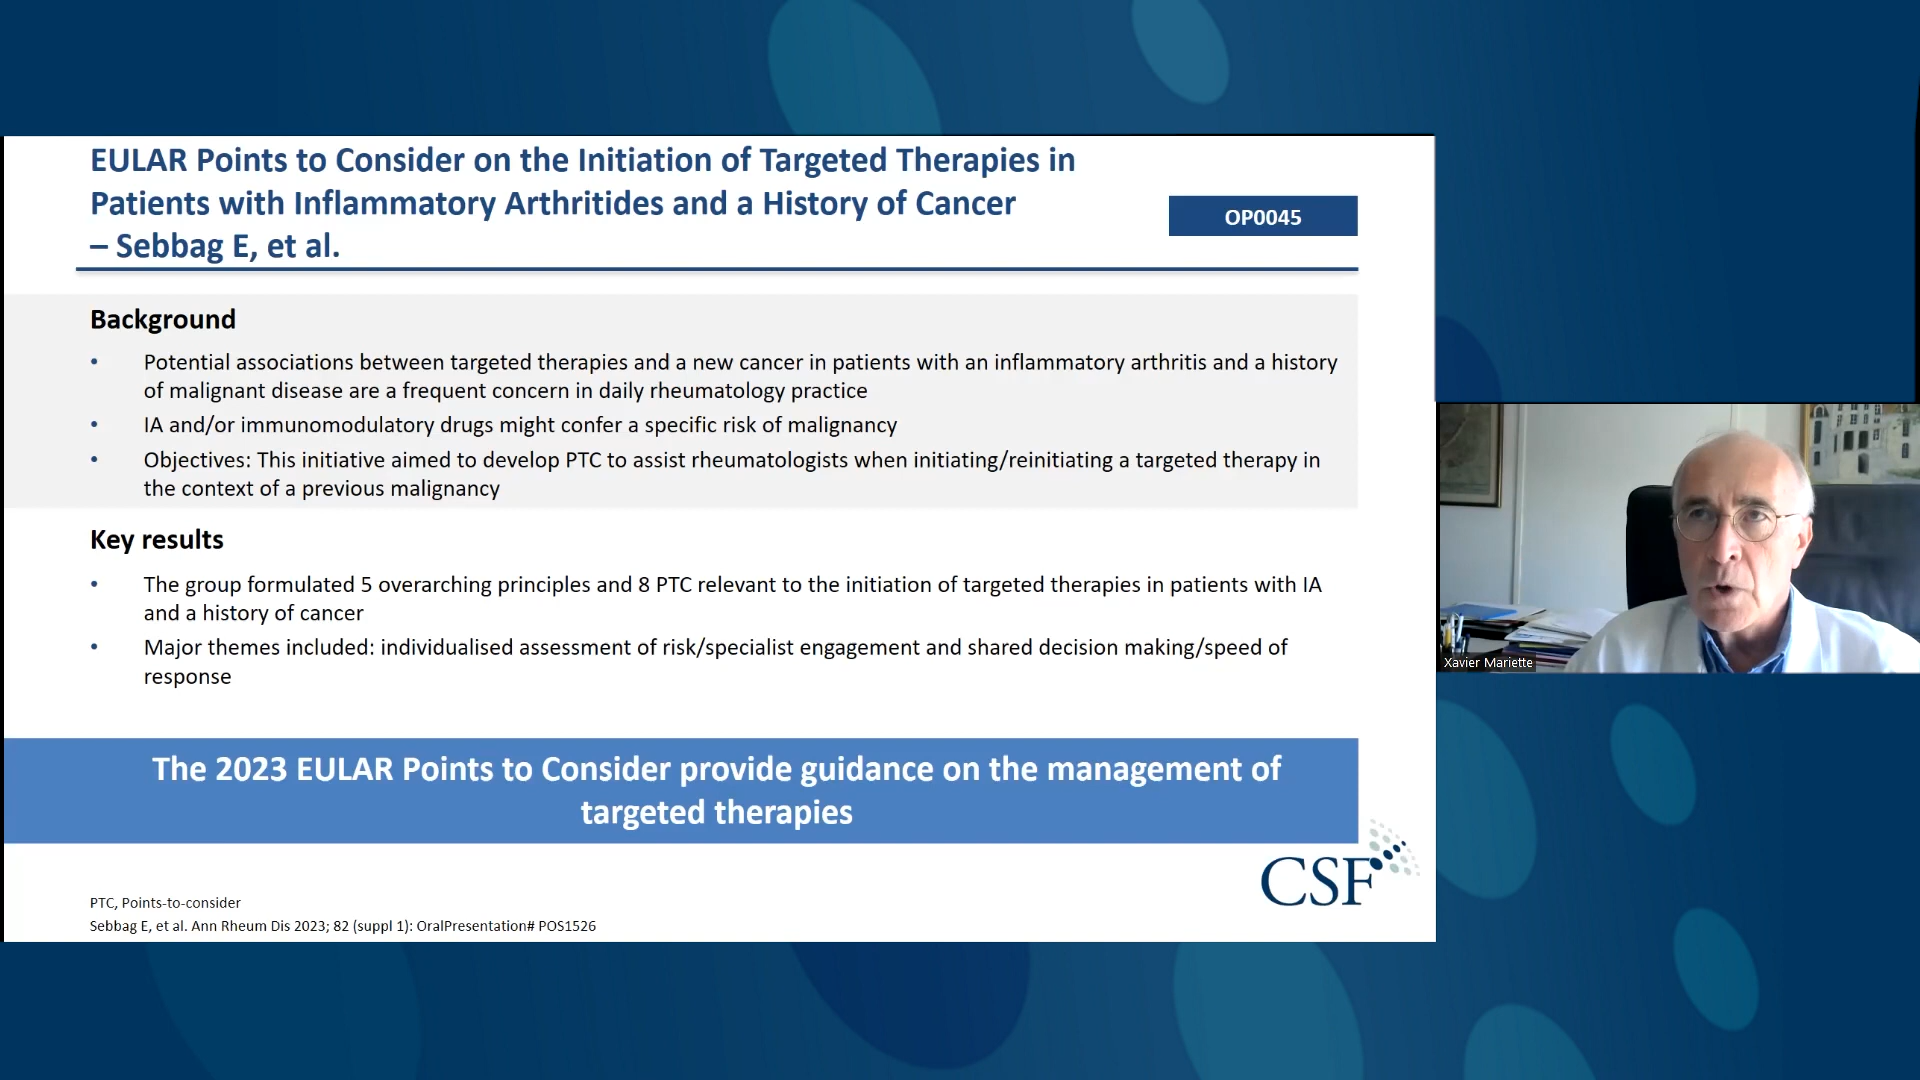 EULAR Points to Consider on the Initiation of Targeted Therapies in
Patients with Inflammatory Arthritides and a History of Cancer
– Sebbag E, et al.
OP0045
Background
• Potential associations between targeted therapies and a new cancer in patients with an inflammatory arthritis and a history
of malignant disease are a frequent concern in daily rheumatology practice
• IA and/or immunomodulatory drugs might confer a specific risk of malignancy
• Objectives: This initiative aimed to develop PTC to assist rheumatologists when initiating/reinitiating a targeted therapy in
the context of a previous malignancy
Key results
• The group formulated 5 overarching principles and 8 PTC relevant to the initiation of targeted therapies in patients with IA
and a history of cancer
• Major themes included: individualised assessment of risk/specialist engagement and shared decision making/speed of
response
The 2023 EULAR Points to Consider provide guidance on the management of
targeted therapies
CSF
PTC, Points-to-consider
Sebbag E, et al. Ann Rheum Dis 2023; 82 (suppl 1): OralPresentation# POS1526
Xavier Mariette